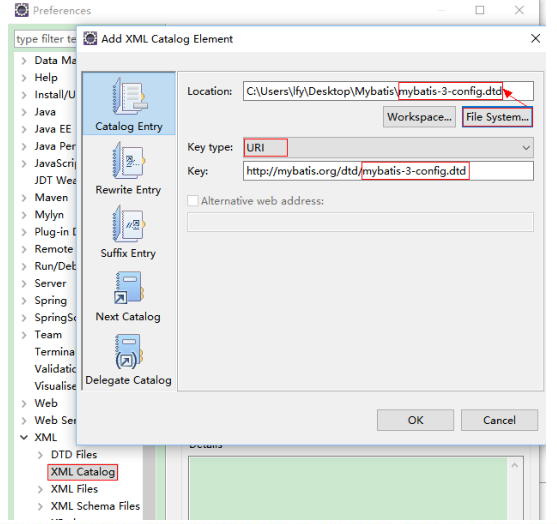 Preferences
type filter te
Data Ma
Help
Install/U
Java
Java EE
Java Per
JavaScri
JDT Wea
Maven
Mylyn
Plug-in D
Remote
Run/Deb
Server
Spring
SpringSo
Team
Termina
Validatio
Visualise
Web
Web Ser
XML
DTD Files
XML Catalog
XML Files
XML Schema Files
Add XML Catalog Element
Catalog Entry
Rewrite Entry
Suffix Entry
Next Catalog
Delegate Catalog
Location: C:\Users\lfy\Desktop\Mybatis\mybatis-3-config.dtd
Workspace... File System...
Key type: URI
Key: http://mybatis.org/dtd/mybatis-3-config.dtd
Alternative web address:
OK Cancel
Details